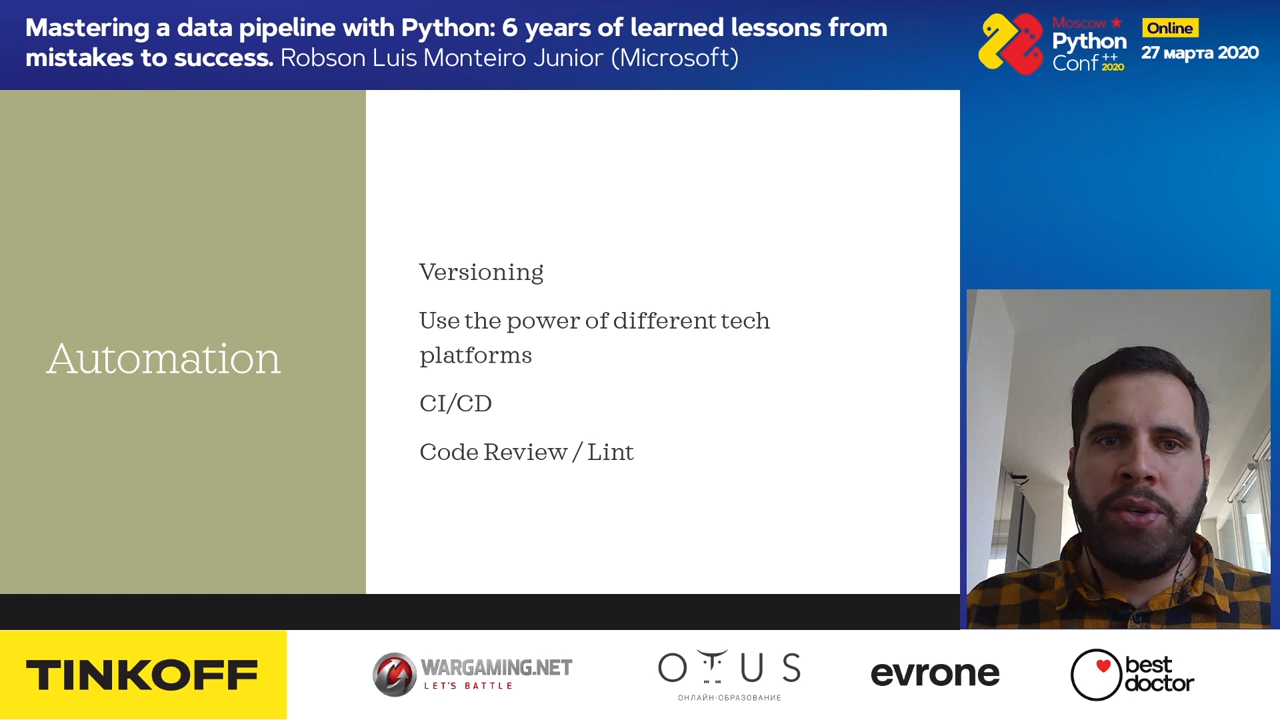 Mastering a data pipeline with Python: 6 years of learned lessons from
mistakes to success. Robson Luis Monteiro Junior (Microsoft)
Moscow
Python
Conf ++
2020
Online
27 марта 2020
Automation
Versioning
Use the power of different tech
platforms
CI/CD
Code Review / Lint
TINKOFF
WARGAMING.NET
LET'S BATTLE
OTUS
ОНЛАЙН-ОБРАЗОВАНИЕ
evrone
best
doctor